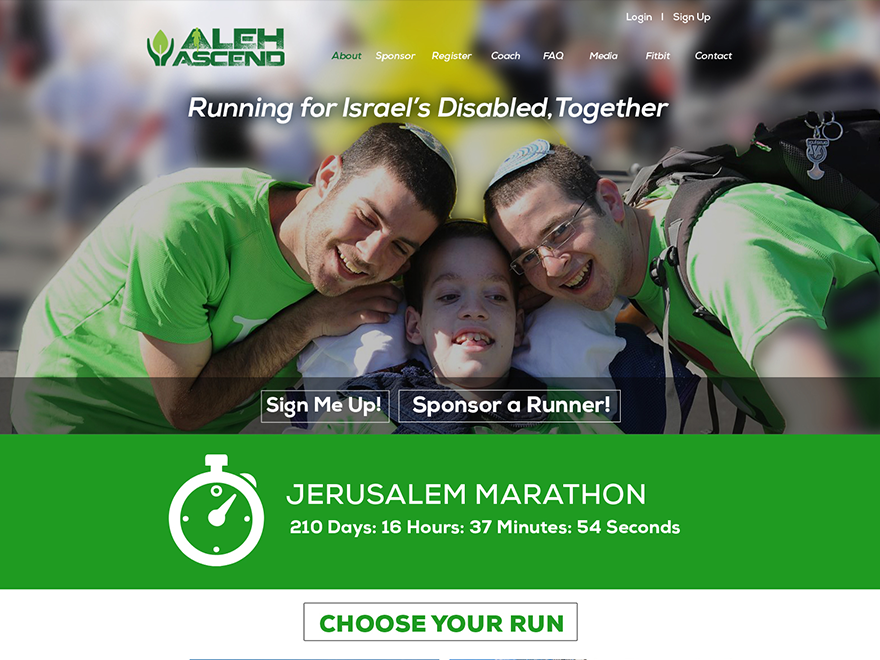 Login | Sign Up
ALEH
ASCEND
About Sponsor Register Coach FAQ Media Fitbit Contact
Running for Israel's Disabled, Together
Sign Me Up! Sponsor a Runner!
JERUSALEM MARATHON
210 Days: 16 Hours: 37 Minutes: 54 Seconds
CHOOSE YOUR RUN